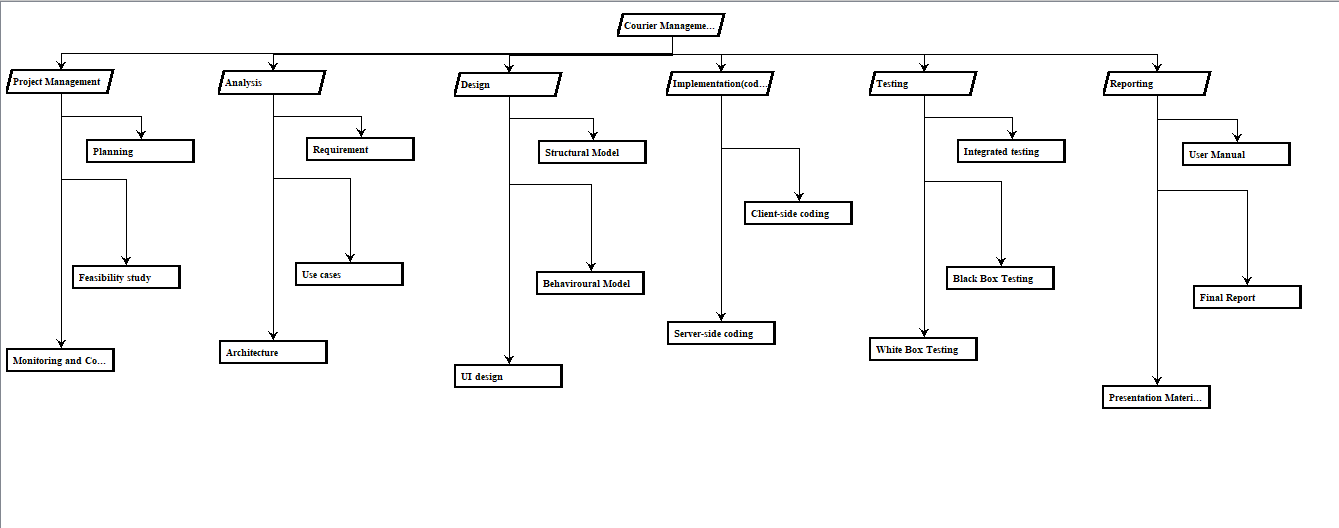 Courier Manageme...
Project Management
Analysis
Design
Implementation(cod...
Testing
Reporting
Planning
Requirement
Structural Model
Integrated testing
User Manual
Client-side coding
Feasibility study
Use cases
Behaviroural Model
Black Box Testing
Final Report
Server-side coding
Monitoring and Co...
Architecture
White Box Testing
UI design
Presentation Materi...